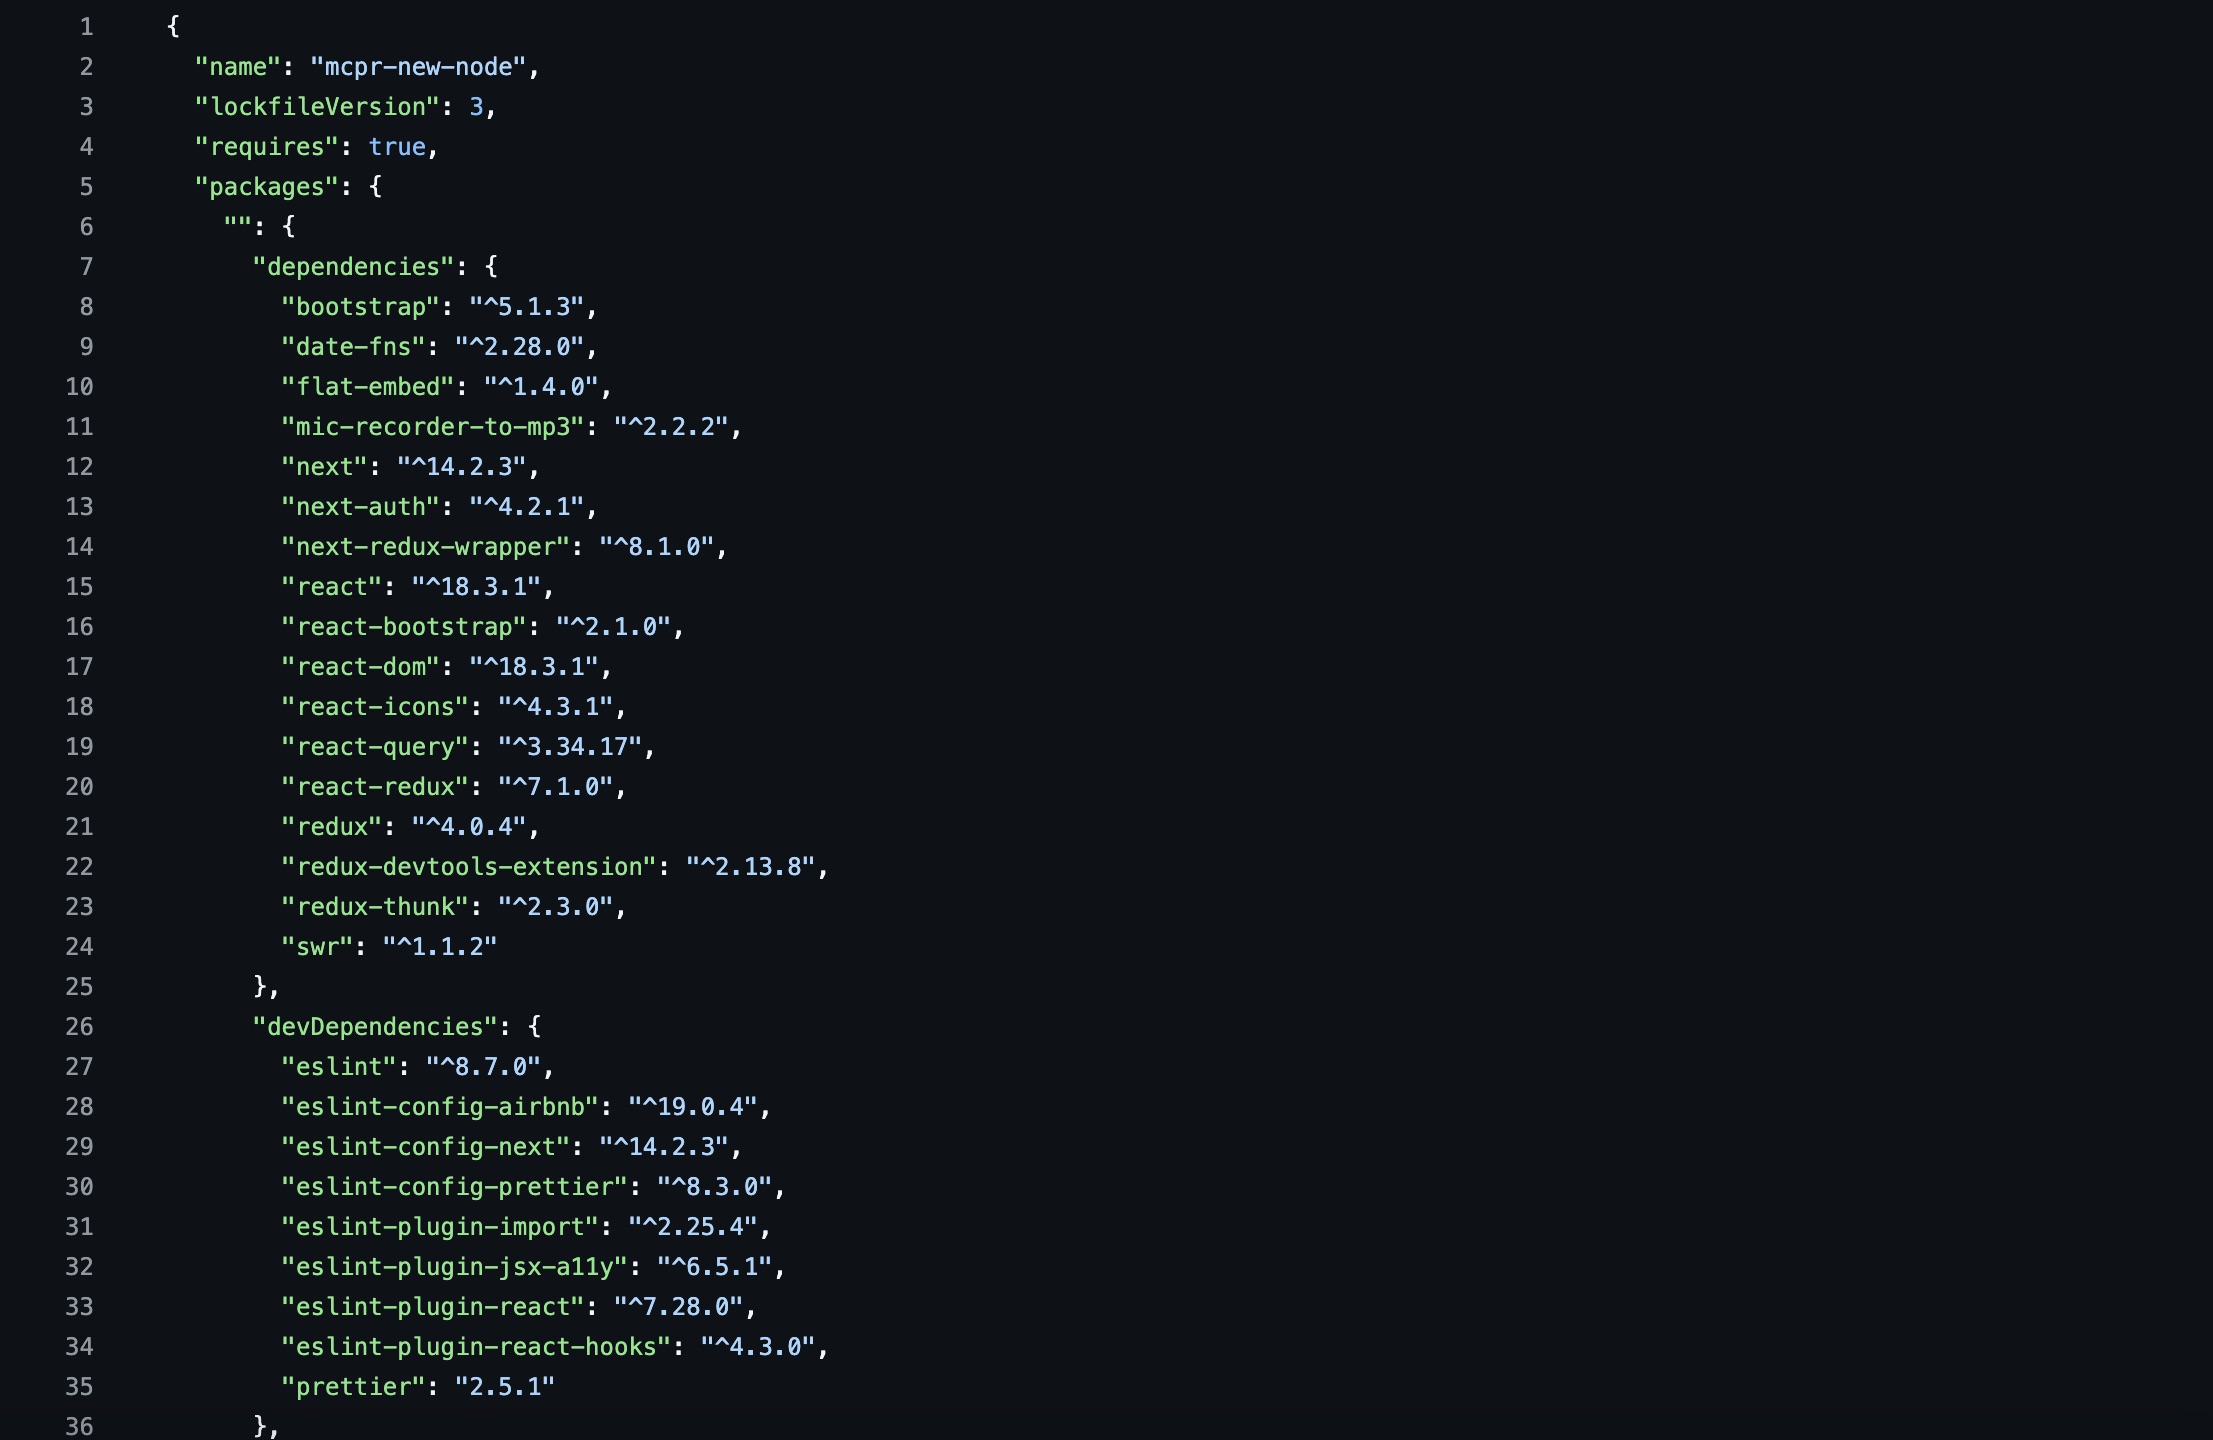 1 {
2   "name": "mcpr-new-node",
3   "lockfileVersion": 3,
4   "requires": true,
5   "packages": {
6     "": {
7       "dependencies": {
8         "bootstrap": "^5.1.3",
9         "date-fns": "^2.28.0",
10         "flat-embed": "^1.4.0",
11         "mic-recorder-to-mp3": "^2.2.2",
12         "next": "^14.2.3",
13         "next-auth": "^4.2.1",
14         "next-redux-wrapper": "^8.1.0",
15         "react": "^18.3.1",
16         "react-bootstrap": "^2.1.0",
17         "react-dom": "^18.3.1",
18         "react-icons": "^4.3.1",
19         "react-query": "^3.34.17",
20         "react-redux": "^7.1.0",
21         "redux": "^4.0.4",
22         "redux-devtools-extension": "^2.13.8",
23         "redux-thunk": "^2.3.0",
24         "swr": "^1.1.2"
25       },
26       "devDependencies": {
27         "eslint": "^8.7.0",
28         "eslint-config-airbnb": "^19.0.4",
29         "eslint-config-next": "^14.2.3",
30         "eslint-config-prettier": "^8.3.0",
31         "eslint-plugin-import": "^2.25.4",
32         "eslint-plugin-jsx-a11y": "^6.5.1",
33         "eslint-plugin-react": "^7.28.0",
34         "eslint-plugin-react-hooks": "^4.3.0",
35         "prettier": "2.5.1"
36       },